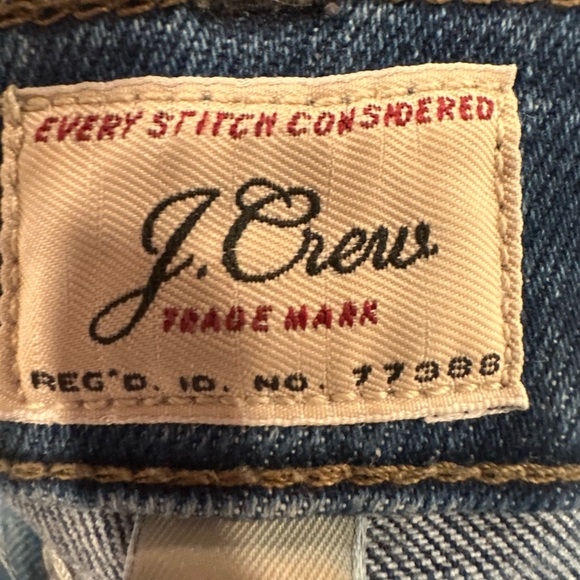 EVERY STITCH CONSIDERED
J.Crew
TRADE MARK
REG'D. ID. NO. 77388